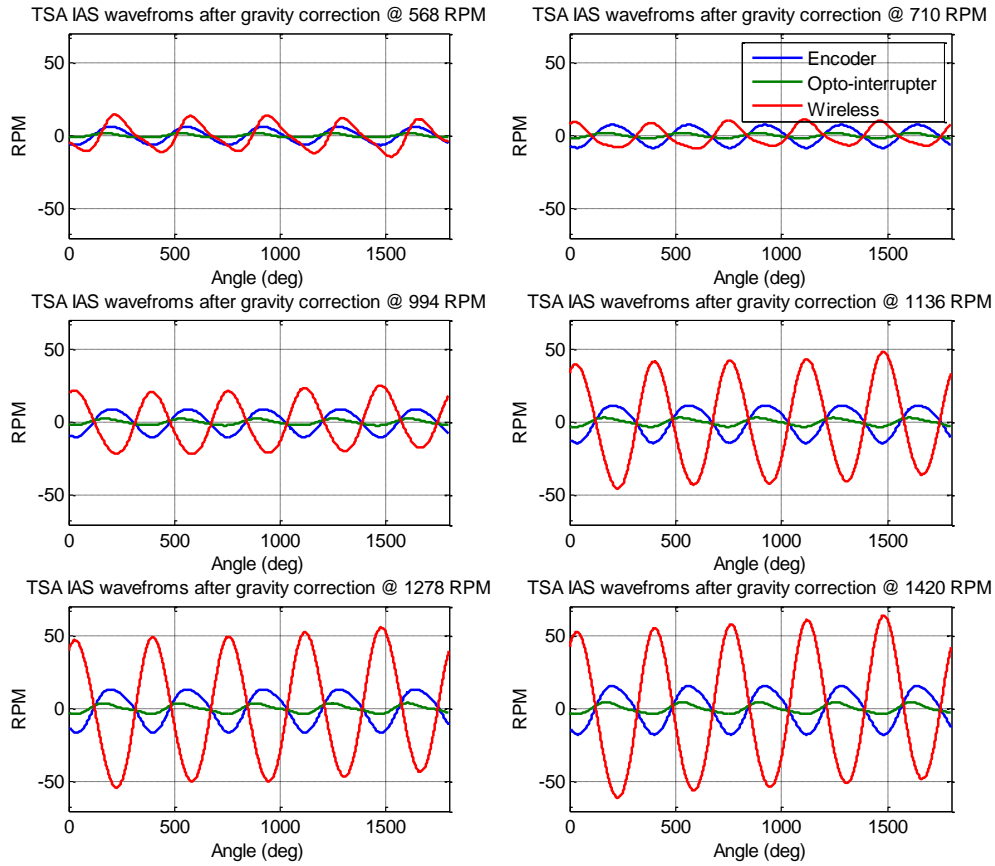 TSA IAS wavefroms after gravity correction @ 568 RPM
50
0
-50
RPM
0 500 1000 1500
Angle (deg)
TSA IAS wavefroms after gravity correction @ 710 RPM
50
0
-50
RPM
Encoder
Opto-interrupter
Wireless
0 500 1000 1500
Angle (deg)
TSA IAS wavefroms after gravity correction @ 994 RPM
50
0
-50
RPM
0 500 1000 1500
Angle (deg)
TSA IAS wavefroms after gravity correction @ 1136 RPM
50
0
-50
RPM
0 500 1000 1500
Angle (deg)
TSA IAS wavefroms after gravity correction @ 1278 RPM
50
0
-50
RPM
0 500 1000 1500
Angle (deg)
TSA IAS wavefroms after gravity correction @ 1420 RPM
50
0
-50
RPM
0 500 1000 1500
Angle (deg)